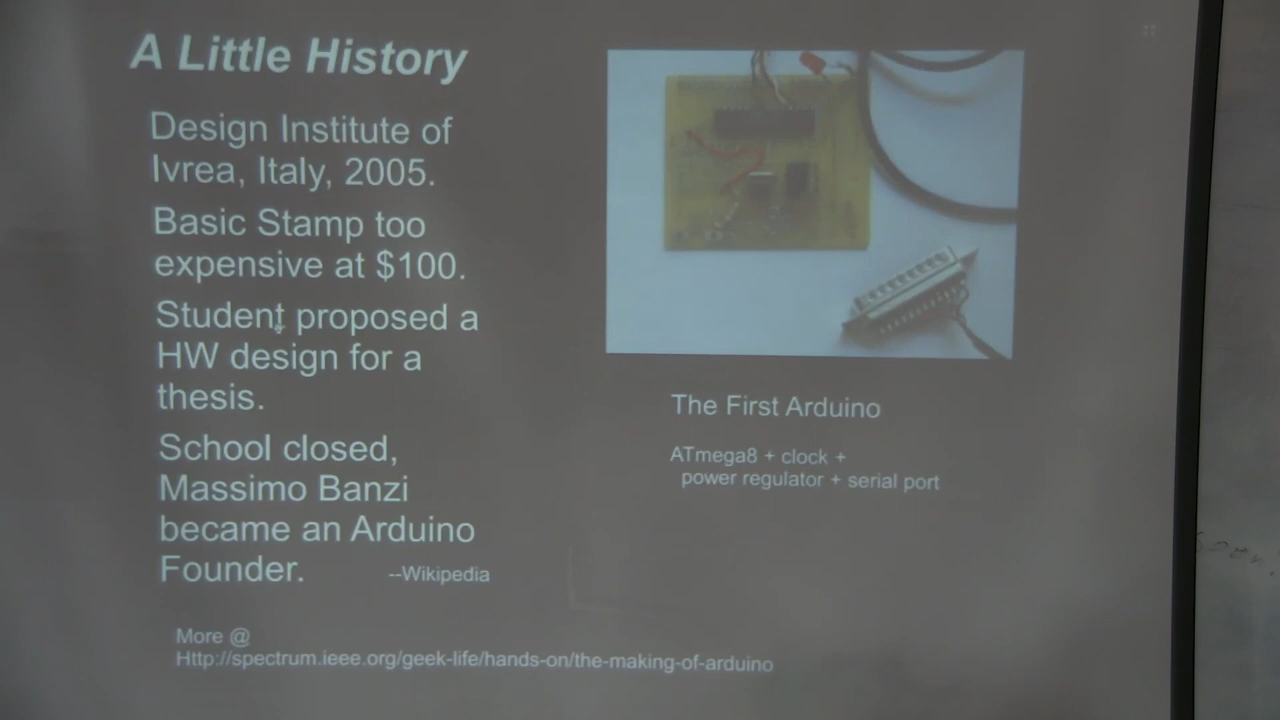 A Little History
Design Institute of
Ivrea, Italy, 2005.
Basic Stamp too
expensive at $100.
Student proposed a
HW design for a
thesis.
School closed,
Massimo Banzi
became an Arduino
Founder.
--Wikipedia
The First Arduino
ATmega8 + clock +
power regulator + serial port
More @
Http://spectrum.ieee.org/geek-life/hands-on/the-making-of-arduino